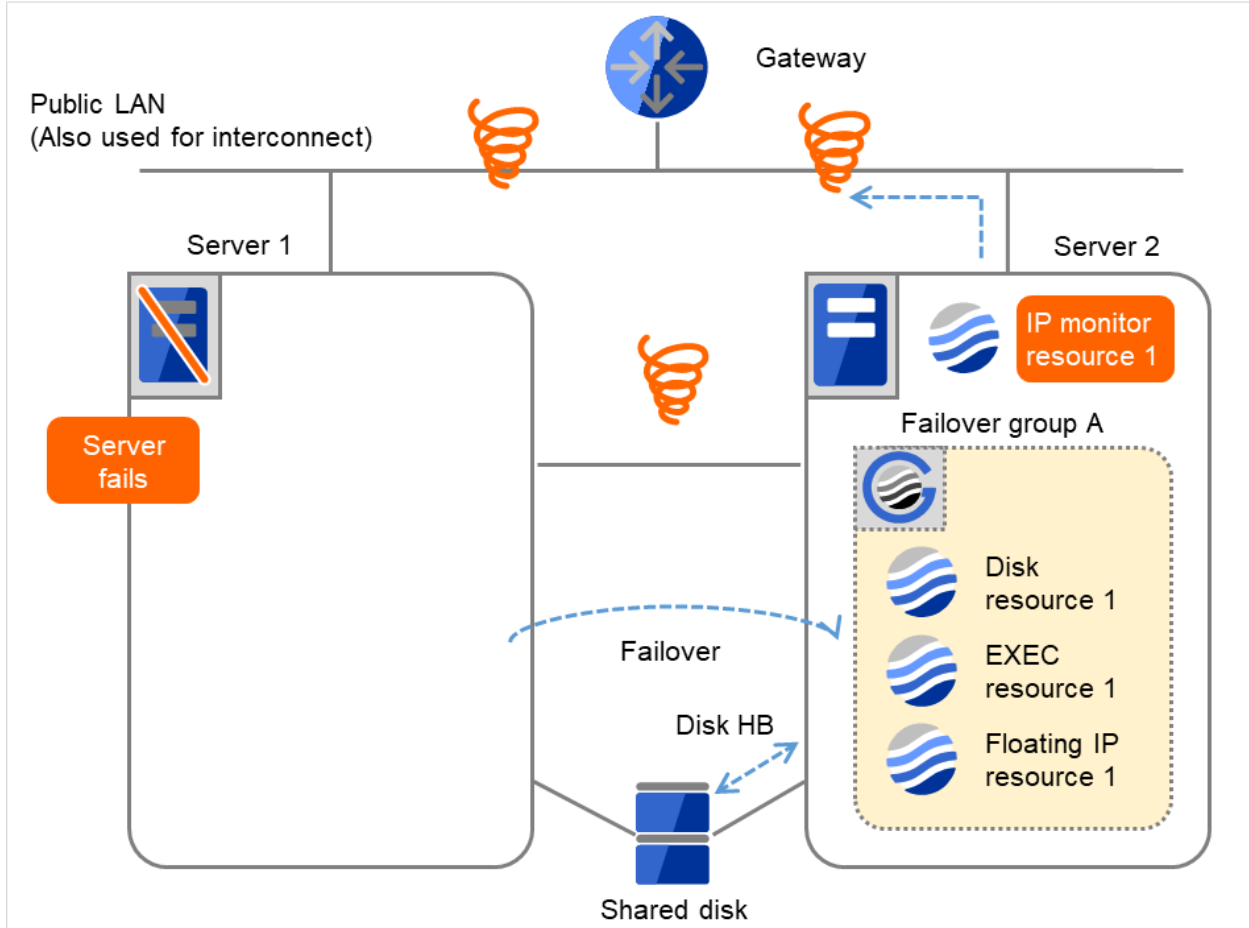 Gateway
Public LAN
(Also used for interconnect)
Server 1
Server 2
IP monitor
resource 1
Server
fails
Failover group A
Disk
resource 1
EXEC
resource 1
Failover
Disk HB
Floating IP
resource 1
Shared disk